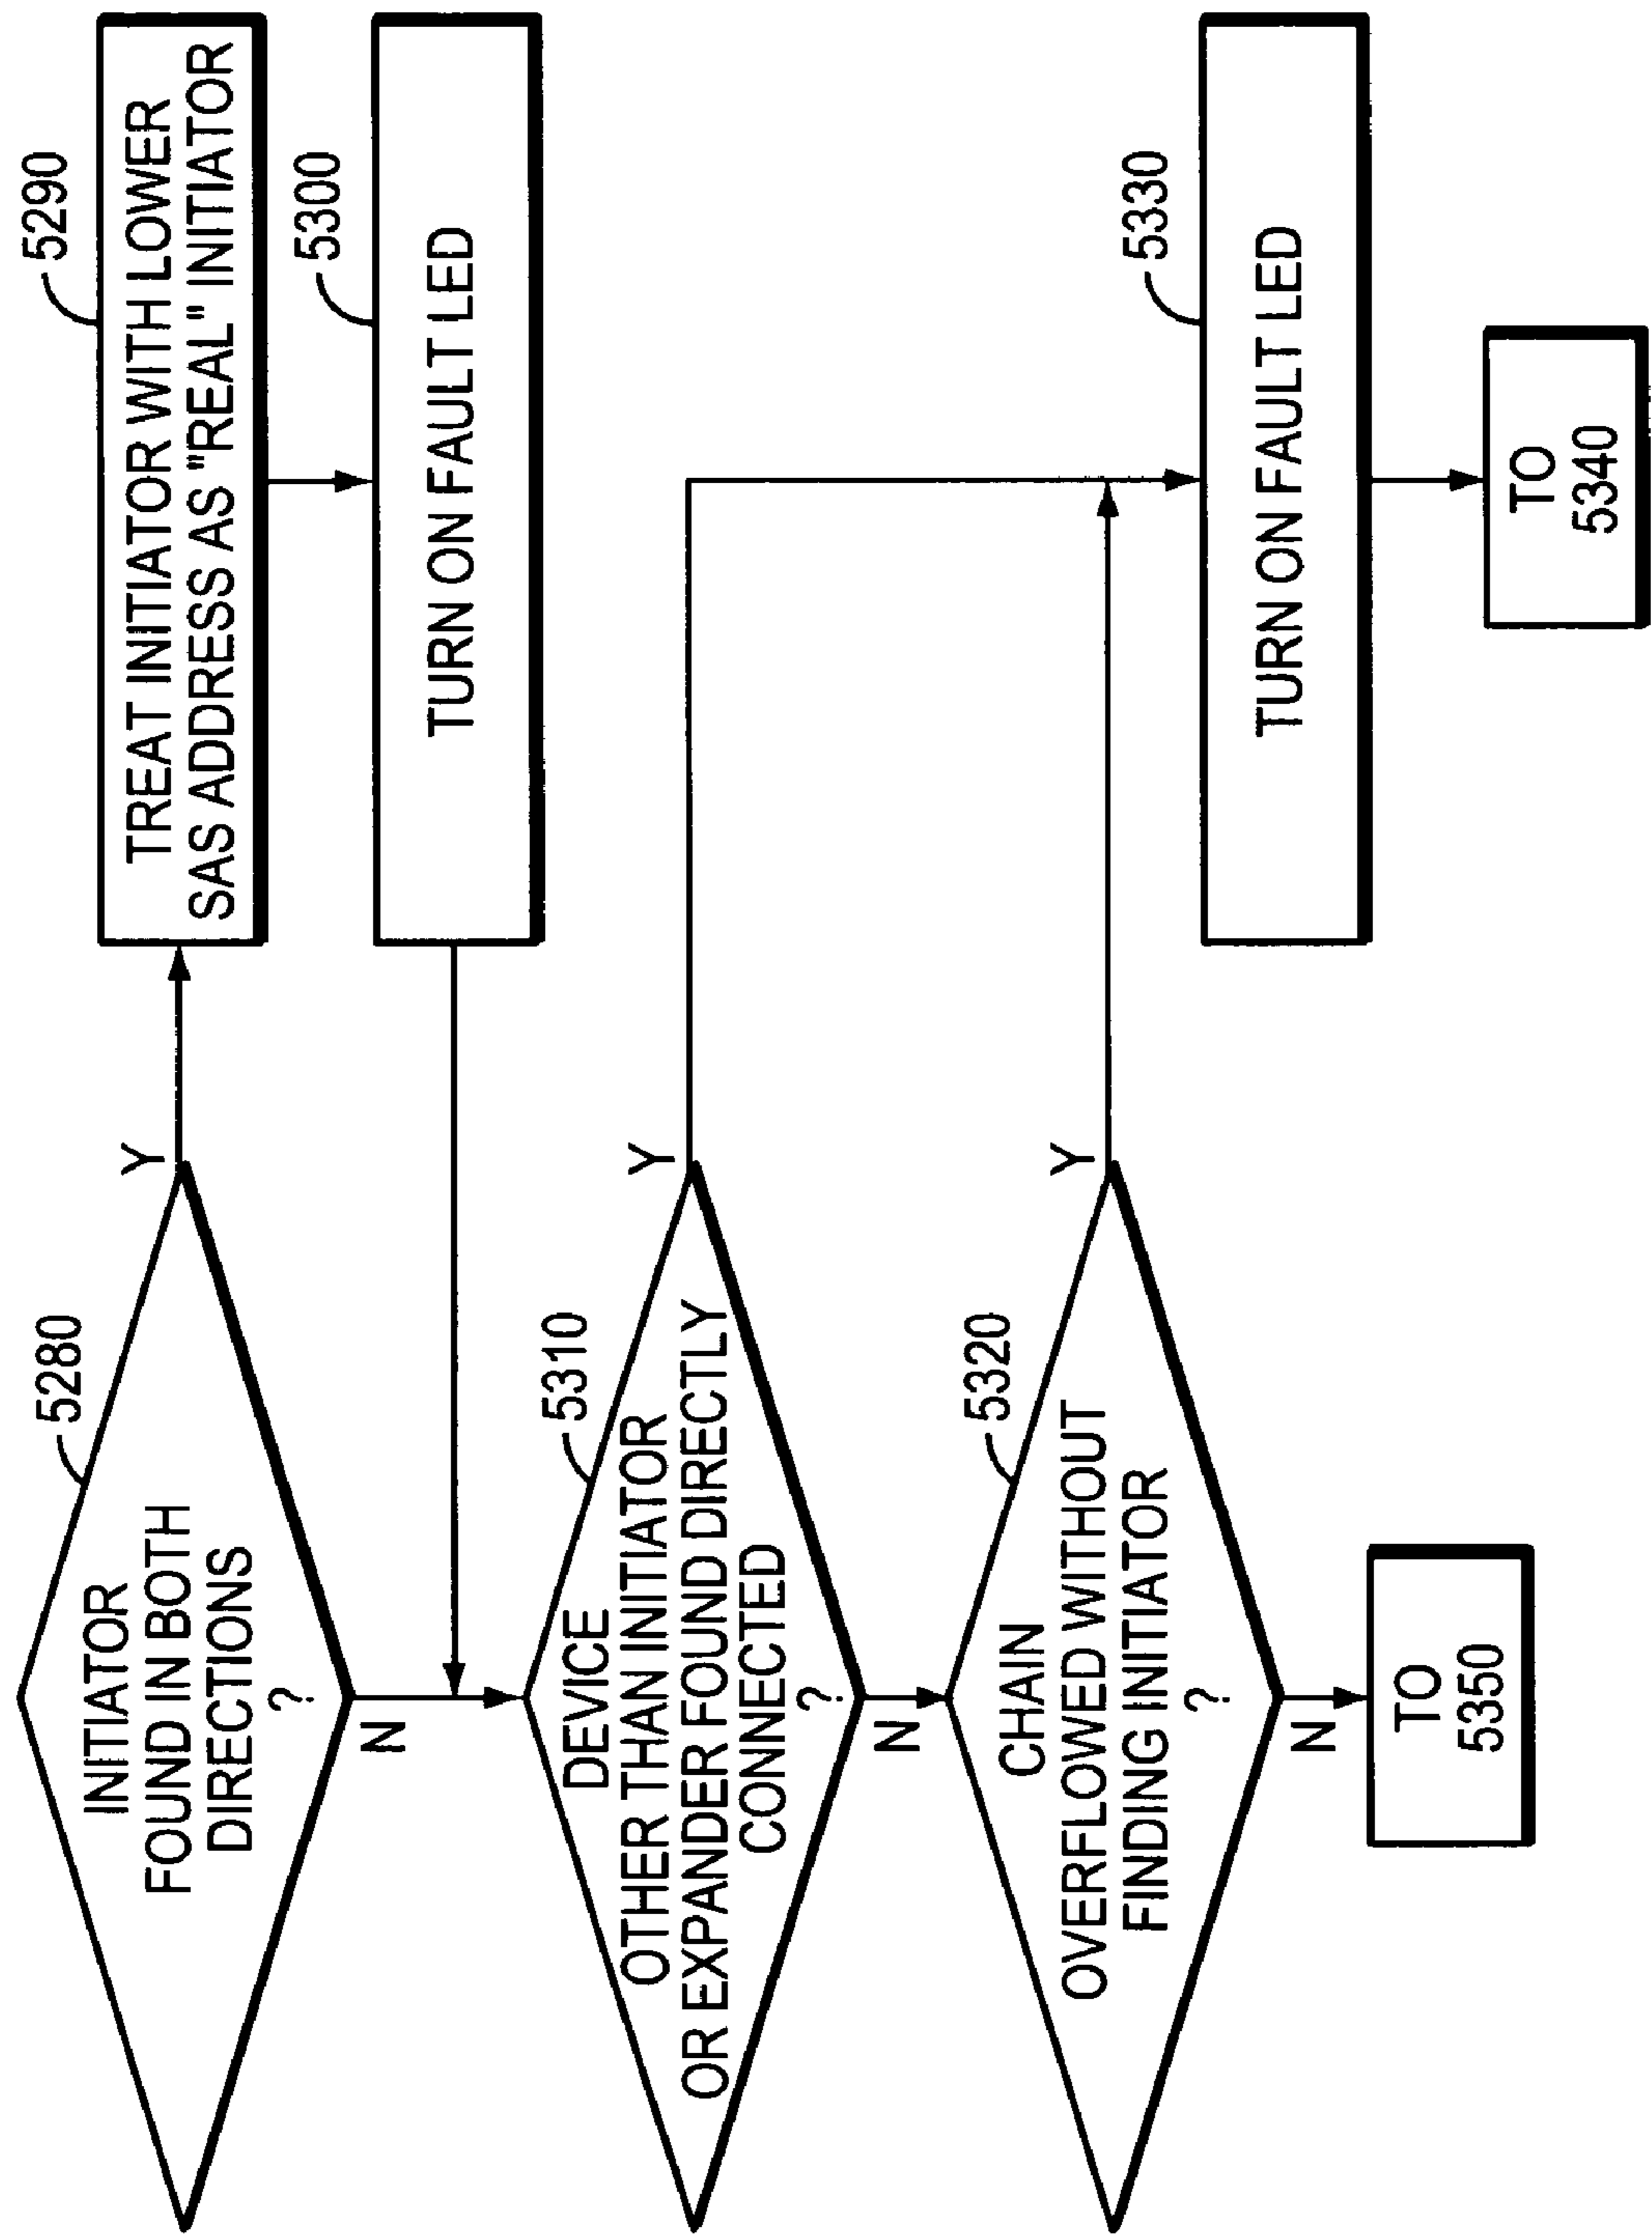 5280
INITIATOR
FOUND IN BOTH
DIRECTIONS
?
Y
N
5290
TREAT INITIATOR WITH LOWER
SAS ADDRESS AS "REAL" INITIATOR
5300
TURN ON FAULT LED
5310
DEVICE
OTHER THAN INITIATOR
OR EXPANDER FOUND DIRECTLY
CONNECTED
?
Y
N
5320
CHAIN
OVERFLOWED WITHOUT
FINDING INITIATOR
?
Y
N
5330
TURN ON FAULT LED
TO
5340
TO
5350